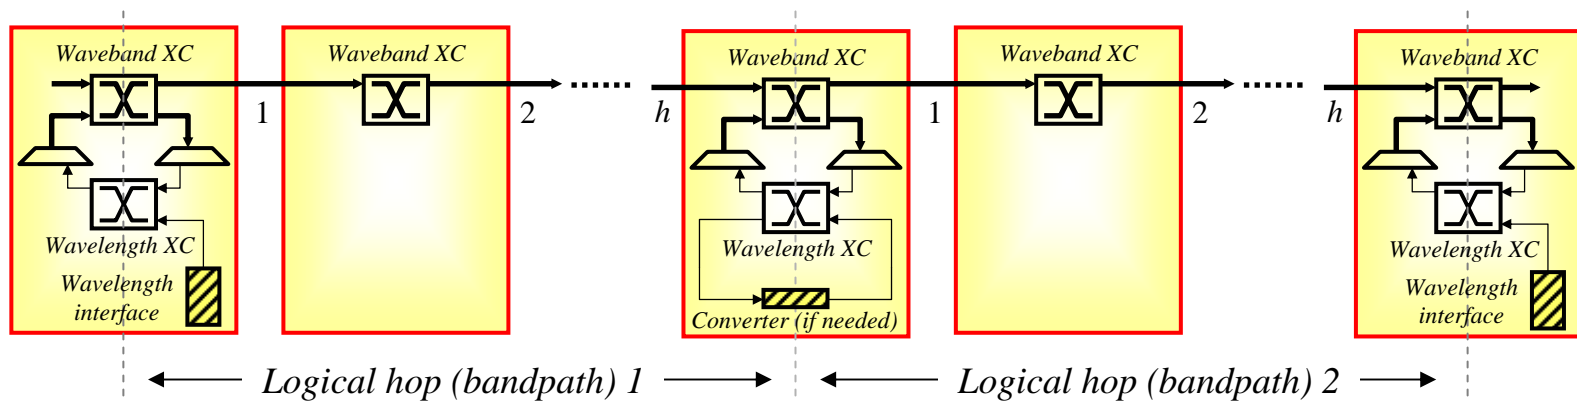 Waveband XC
Waveband XC
Waveband XC
Waveband XC
Waveband XC
1
2
......
h
1
2
......
h
Wavelength XC
Wavelength XC
Wavelength XC
Wavelength
interface
Converter (if needed)
Wavelength
interface
Logical hop (bandpath) 1
Logical hop (bandpath) 2